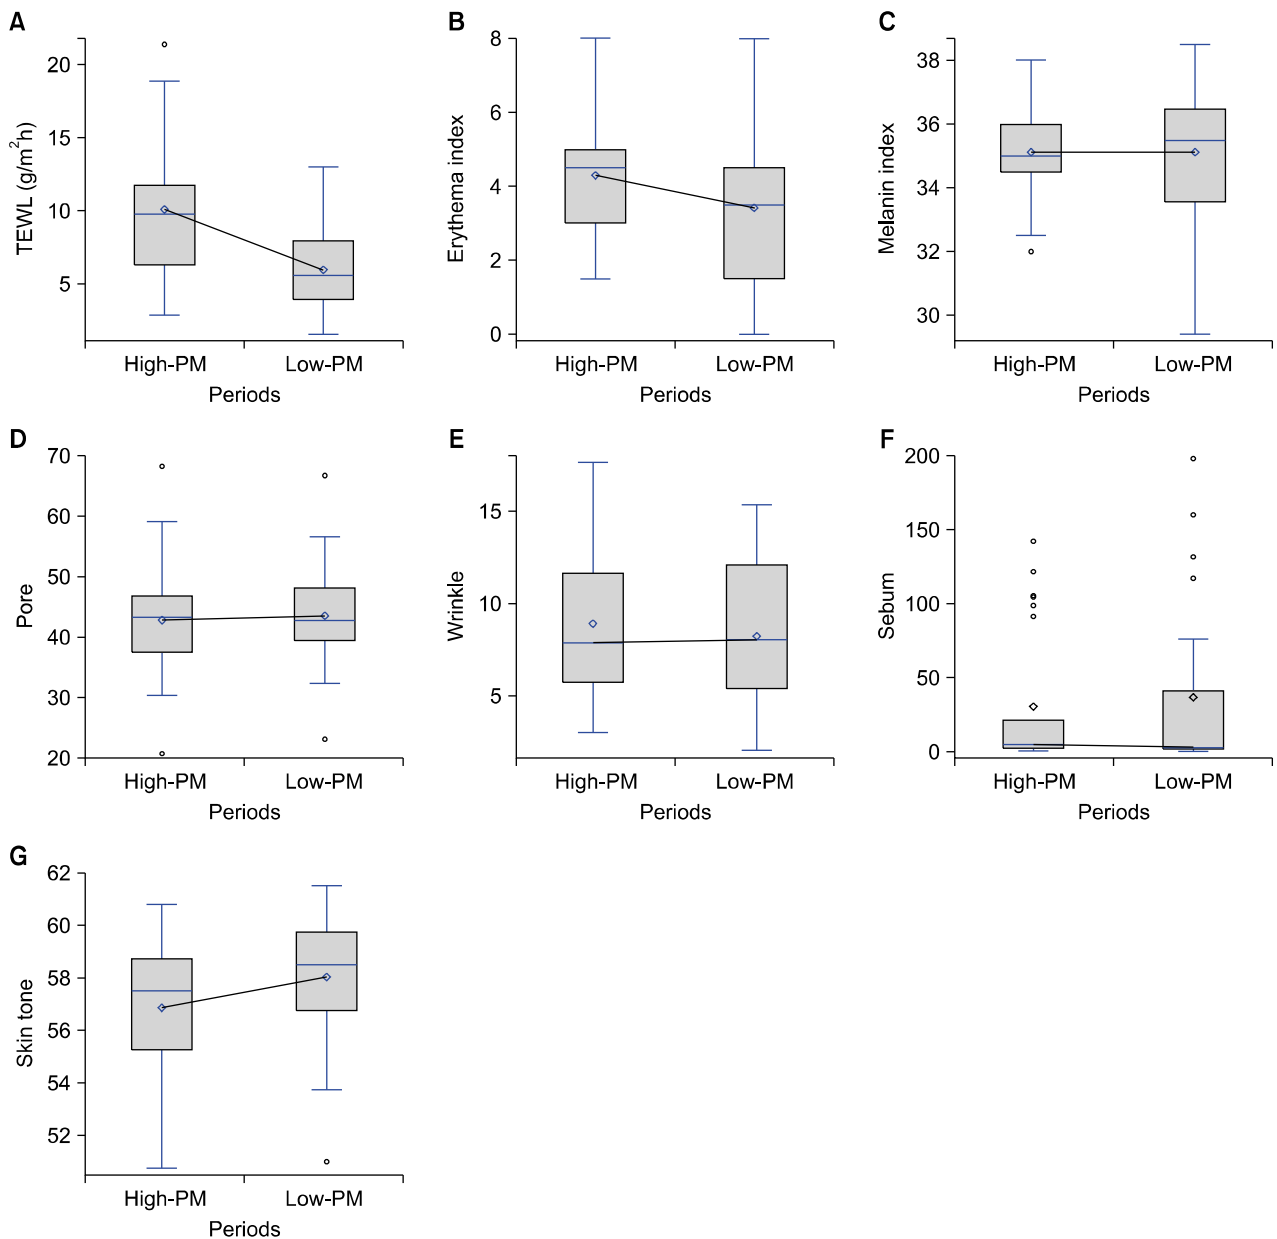 A
TEWL (g/m²h)
20
15
10
5
High-PM Low-PM
Periods
B
Erythema index
8
6
4
2
0
High-PM Low-PM
Periods
C
Melanin index
38
36
34
32
30
High-PM Low-PM
Periods
D
Pore
70
60
50
40
30
20
High-PM Low-PM
Periods
E
Wrinkle
15
10
5
High-PM Low-PM
Periods
F
Sebum
200
150
100
50
0
High-PM Low-PM
Periods
G
Skin tone
62
60
58
56
54
52
High-PM Low-PM
Periods